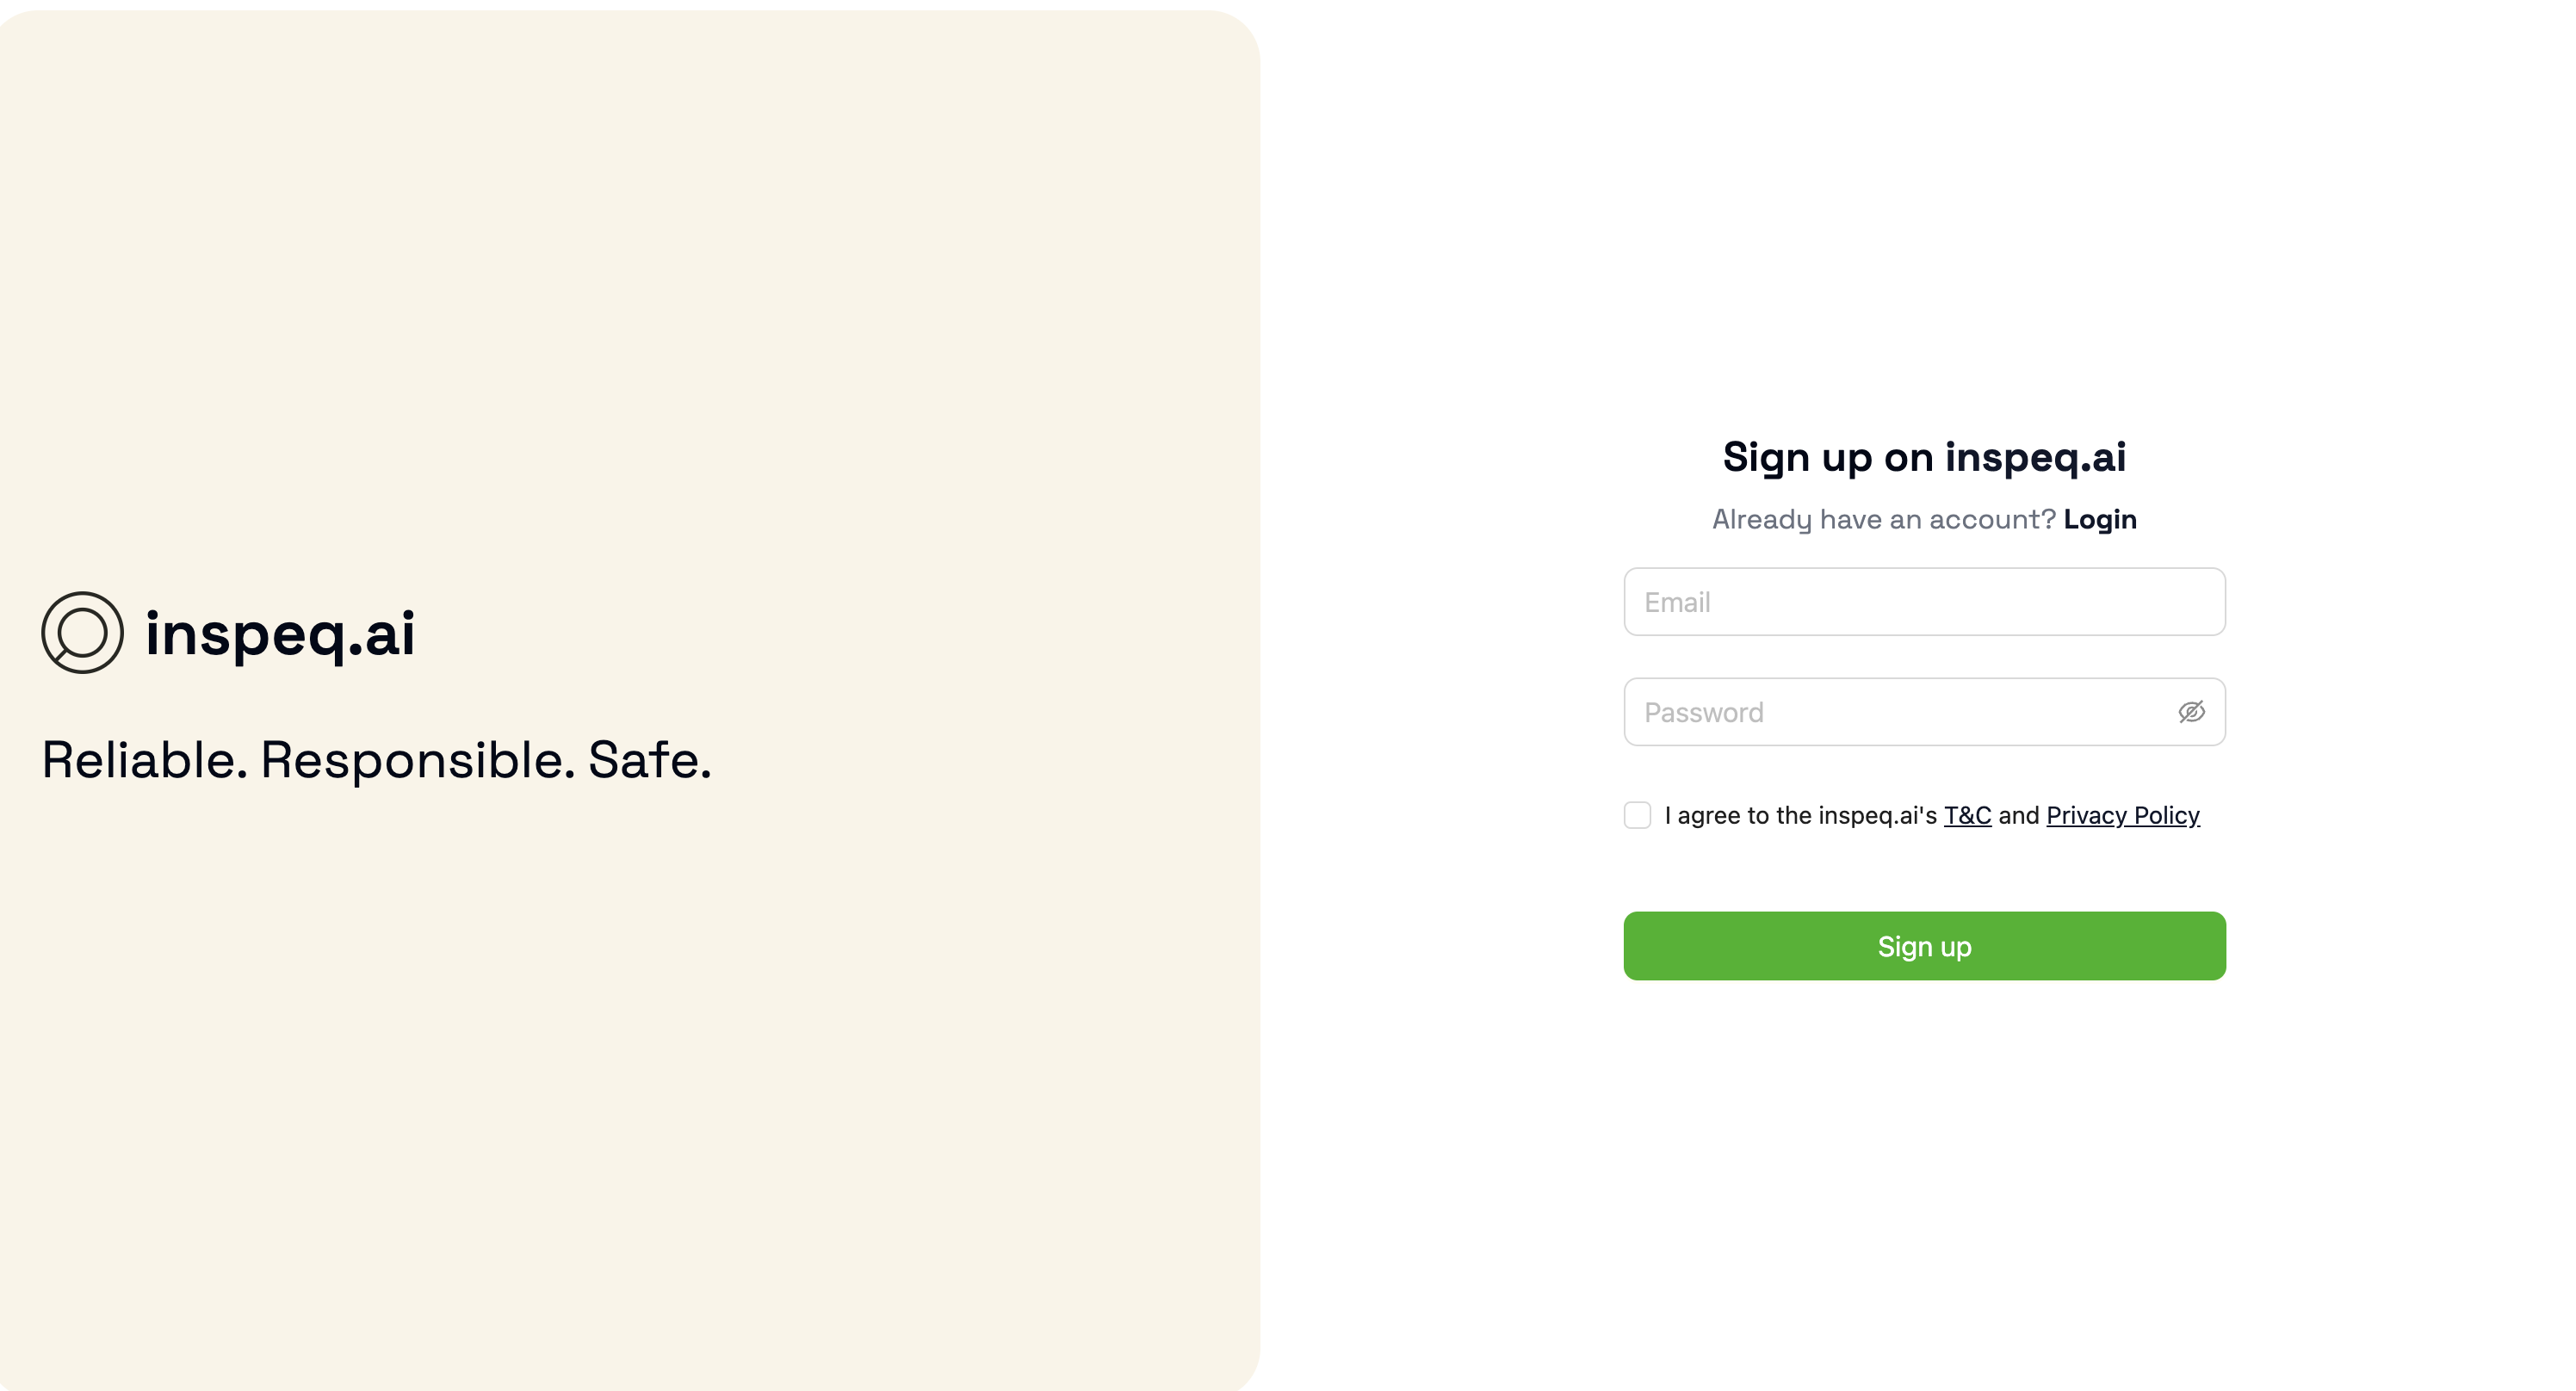 inspeq.ai
Reliable. Responsible. Safe.
Sign up on inspeq.ai
Already have an account? Login
Email
Password
I agree to the inspeq.ai's T&C and Privacy Policy
Sign up